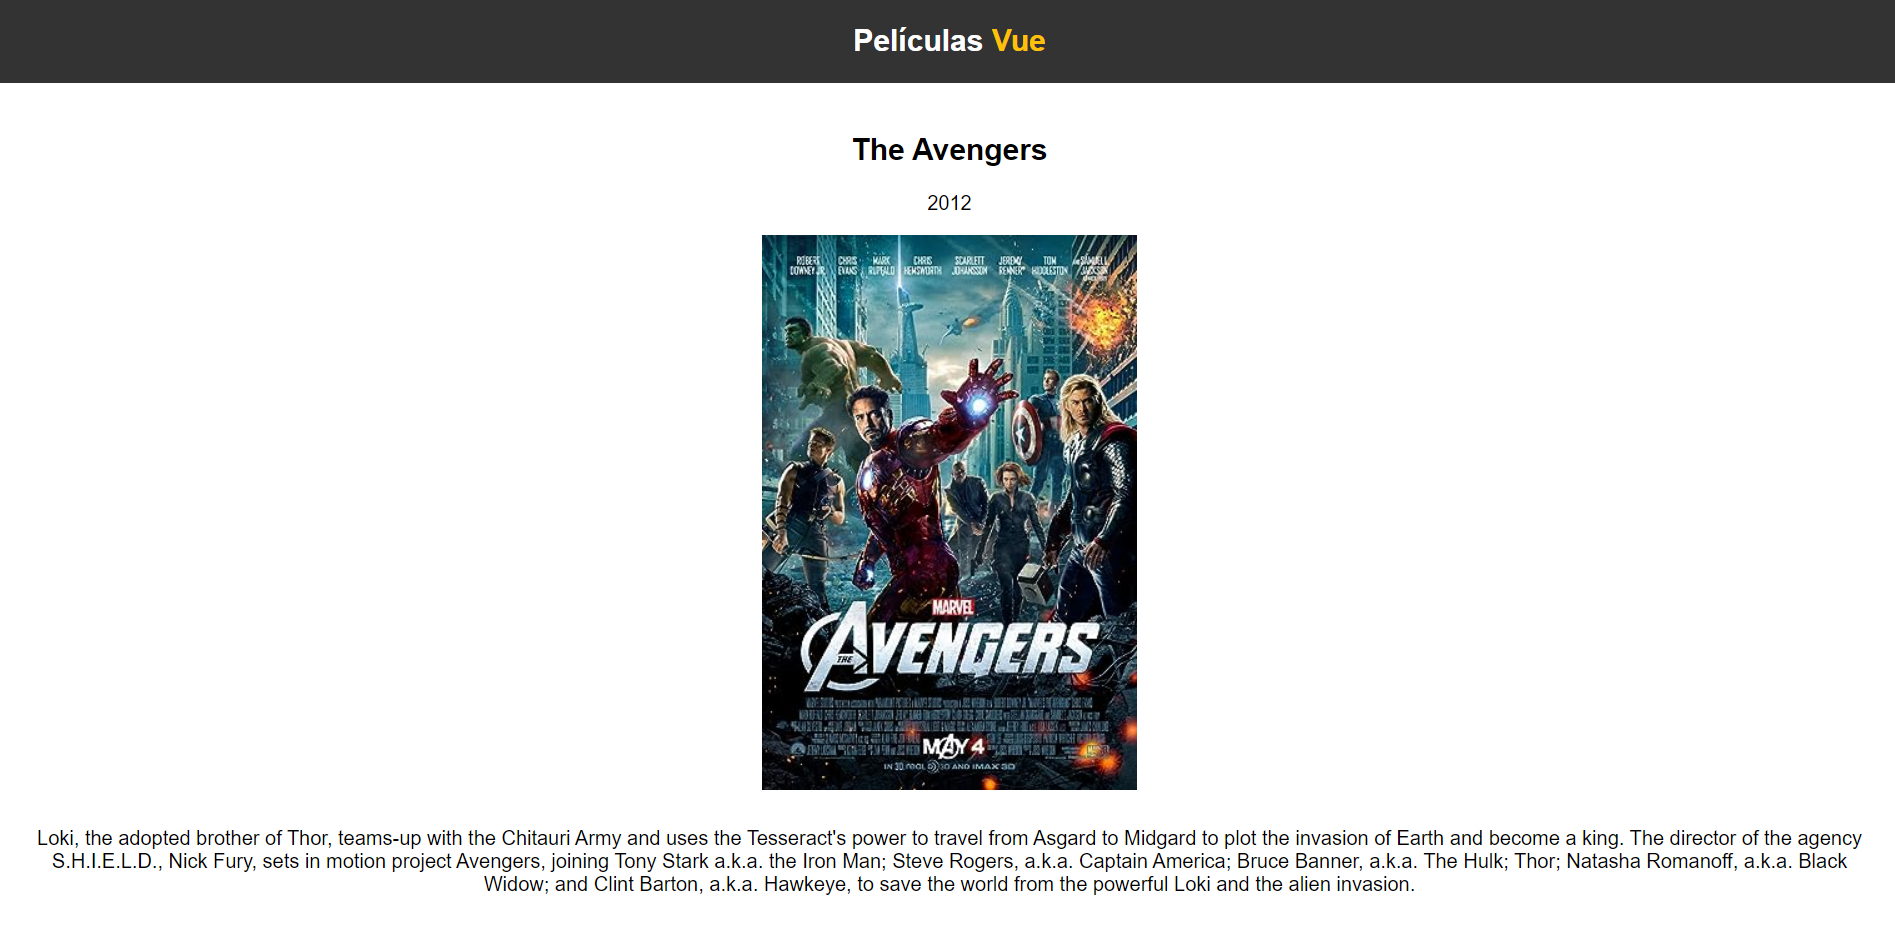 Películas Vue
The Avengers
2012
ROBERT DOWNEY JR. CHRIS EVANS MARK RUFFALO CHRIS HEMSWORTH SCARLETT JOHANSSON JEREMY RENNER TOM HIDDLESTON AND SAMUEL L. JACKSON
MARVEL
THE AVENGERS
MAY 4
IN 3D, REAL D 3D AND IMAX 3D
Loki, the adopted brother of Thor, teams-up with the Chitauri Army and uses the Tesseract's power to travel from Asgard to Midgard to plot the invasion of Earth and become a king. The director of the agency
S.H.I.E.L.D., Nick Fury, sets in motion project Avengers, joining Tony Stark a.k.a. the Iron Man; Steve Rogers, a.k.a. Captain America; Bruce Banner, a.k.a. The Hulk; Thor; Natasha Romanoff, a.k.a. Black
Widow; and Clint Barton, a.k.a. Hawkeye, to save the world from the powerful Loki and the alien invasion.